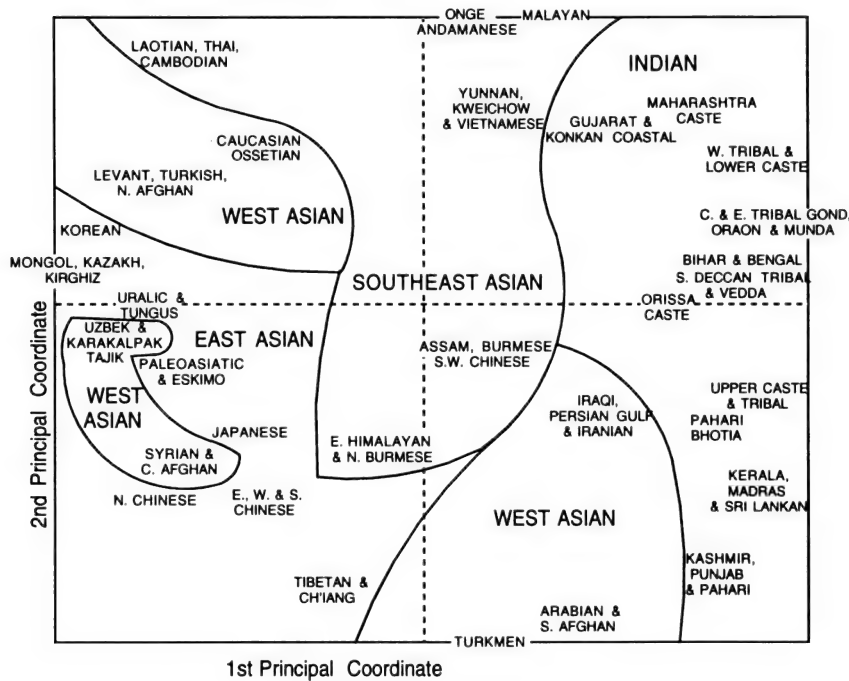 ONGE
ANDAMANESE
MALAYAN
LAOTIAN, THAI,
CAMBODIAN
INDIAN
YUNNAN,
KWEICHOW
& VIETNAMESE
MAHARASHTRA
CASTE
GUJARAT &
KONKAN COASTAL
CAUCASIAN
OSSETIAN
W. TRIBAL &
LOWER CASTE
LEVANT, TURKISH,
N. AFGHAN
WEST ASIAN
C. & E. TRIBAL GOND,
ORAON & MUNDA
KOREAN
MONGOL, KAZAKH,
KIRGHIZ
SOUTHEAST ASIAN
BIHAR & BENGAL
S. DECCAN TRIBAL
& VEDDA
ORISSA
CASTE
URALIC &
TUNGUS
UZBEK &
KARAKALPAK
TAJIK
EAST ASIAN
PALEOASIATIC
& ESKIMO
ASSAM, BURMESE
S.W. CHINESE
WEST
ASIAN
IRAQI,
PERSIAN GULF
& IRANIAN
UPPER CASTE
& TRIBAL
PAHARI
BHOTIA
JAPANESE
E. HIMALAYAN
& N. BURMESE
SYRIAN &
C. AFGHAN
KERALA,
MADRAS
& SRI LANKAN
N. CHINESE
E., W. & S.
CHINESE
WEST ASIAN
TIBETAN &
CH'IANG
KASHMIR,
PUNJAB
& PAHARI
ARABIAN &
S. AFGHAN
TURKMEN
2nd Principal Coordinate
1st Principal Coordinate